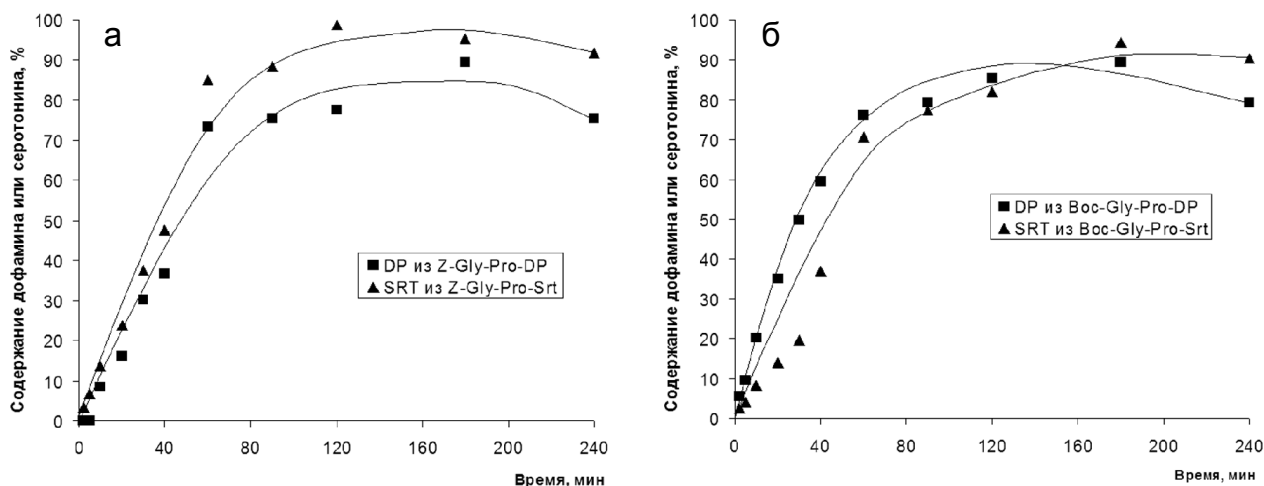 а
Содержание дофамина или серотонина, %
100
90
80
70
60
50
40
30
20
10
0
0 40 80 120 160 200 240
Время, мин
DP из Z-Gly-Pro-DP
SRT из Z-Gly-Pro-Srt
б
Содержание дофамина или серотонина, %
100
90
80
70
60
50
40
30
20
10
0
0 40 80 120 160 200 240
Время, мин
DP из Boc-Gly-Pro-DP
SRT из Boc-Gly-Pro-Srt